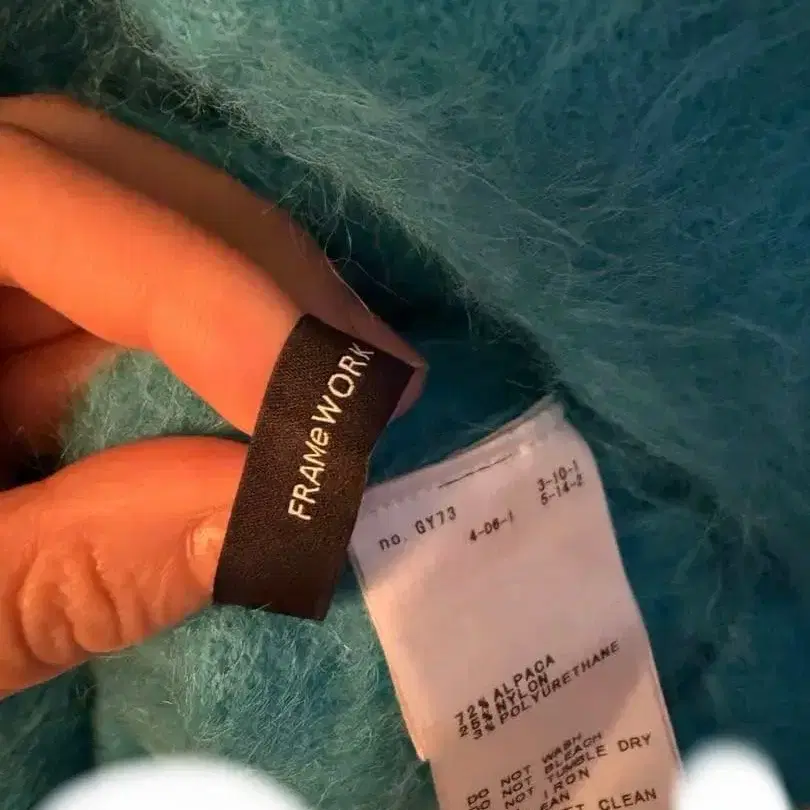 FRAMeWORK
no. GY73
4-06-1
3-10-1
5-14-2
72% ALPACA
25% NYLON
3% POLYURETHANE
DO NOT WASH
DO NOT BLEACH
DO NOT TUMBLE DRY
NOT IRON
CLEAN